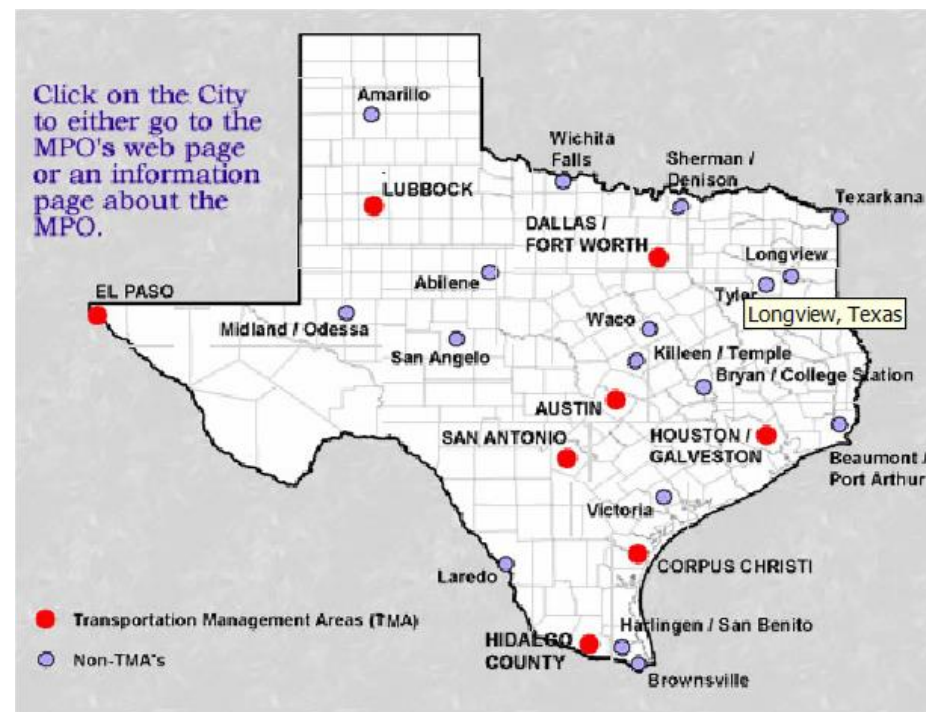 Click on the City
to either go to the
MPO's web page
or an information
page about the
MPO.
Amarillo
LUBBOCK
Wichita
Falls
Sherman /
Denison
Texarkana
DALLAS /
FORT WORTH
Longview
Abilene
Tyler
Longview, Texas
EL PASO
Midland / Odessa
San Angelo
Waco
Killeen / Temple
Bryan / College Station
AUSTIN
SAN ANTONIO
HOUSTON /
GALVESTON
Beaumont /
Port Arthur
Victoria
Laredo
CORPUS CHRISTI
Harlingen / San Benito
HIDALGO
COUNTY
Brownsville
Transportation Management Areas (TMA)
Non-TMA's